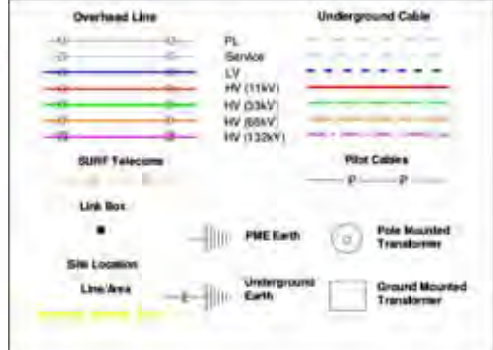 Overhead Line
Underground Cable
PL
Service
LV
HV (11kV)
HV (33kV)
HV (66kV)
HV (132kV)
SURF Telecoms
Pilot Cables
P P
Link Box
PME Earth
Pole Mounted
Transformer
Site Location
Line/Area
Underground
Earth
Ground Mounted
Transformer